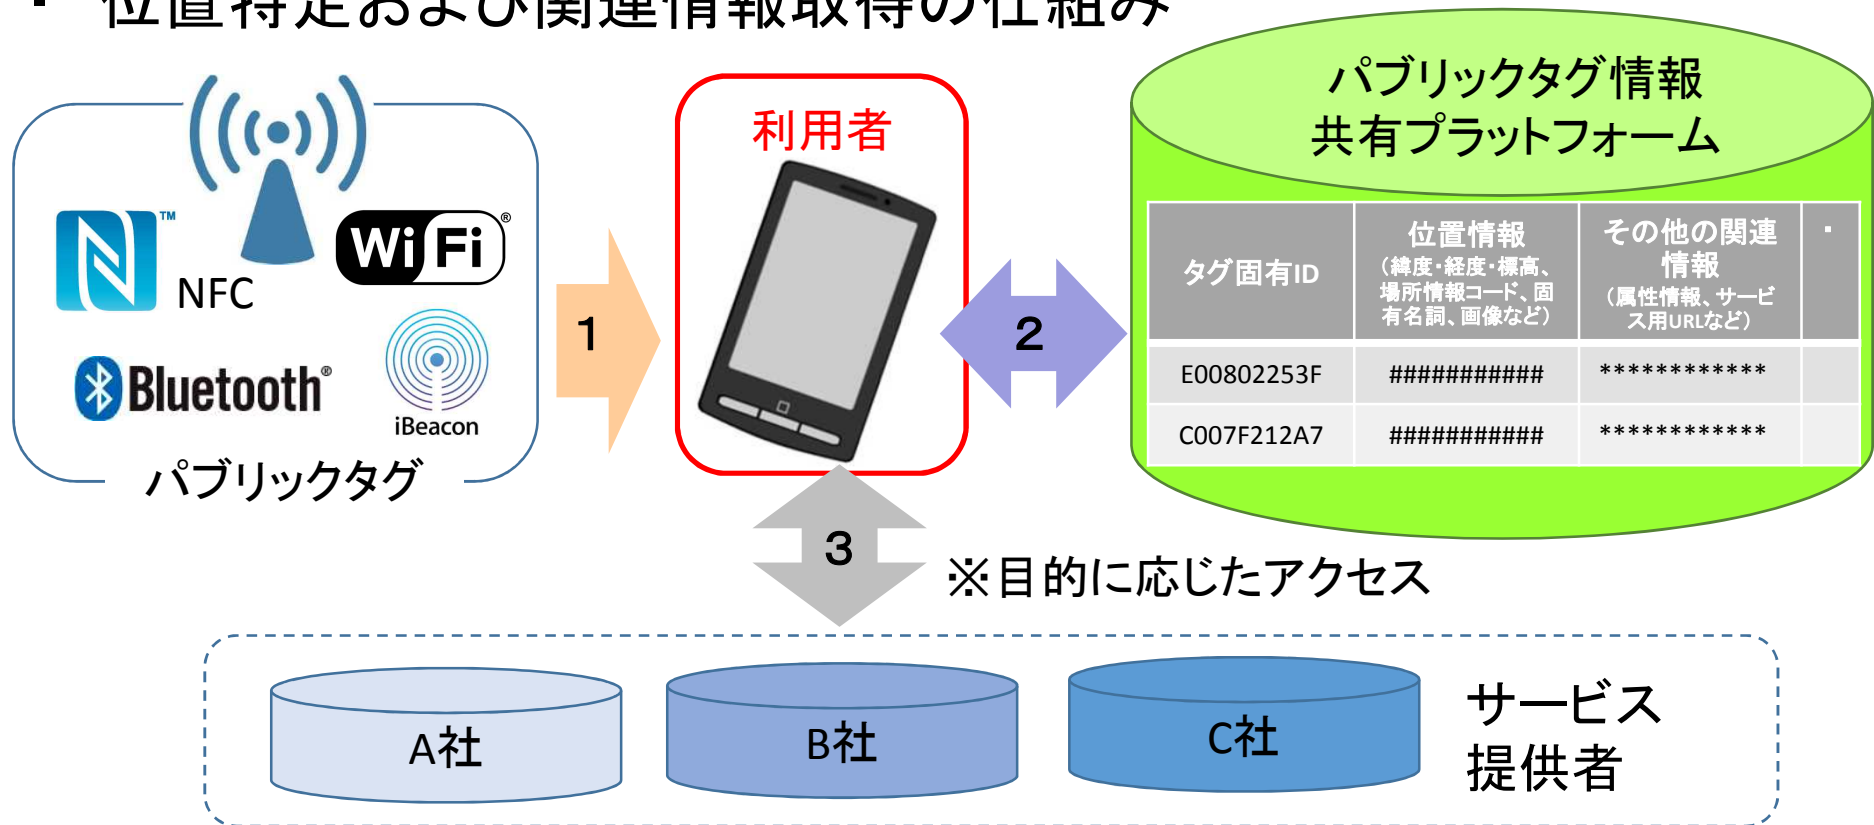 ・ 位置特定および関連情報取得の仕組み
NFC
TM
WiFi®
Bluetooth®
iBeacon
パブリックタグ
1
利用者
2
パブリックタグ情報
共有プラットフォーム
タグ固有ID
位置情報
（緯度・経度・標高、
場所情報コード、固
有名詞、画像など）
その他の関連
情報
（属性情報、サービ
ス用URLなど）
・
E00802253F
###########
************
C007F212A7
###########
************
3
※目的に応じたアクセス
A社
B社
C社
サービス
提供者